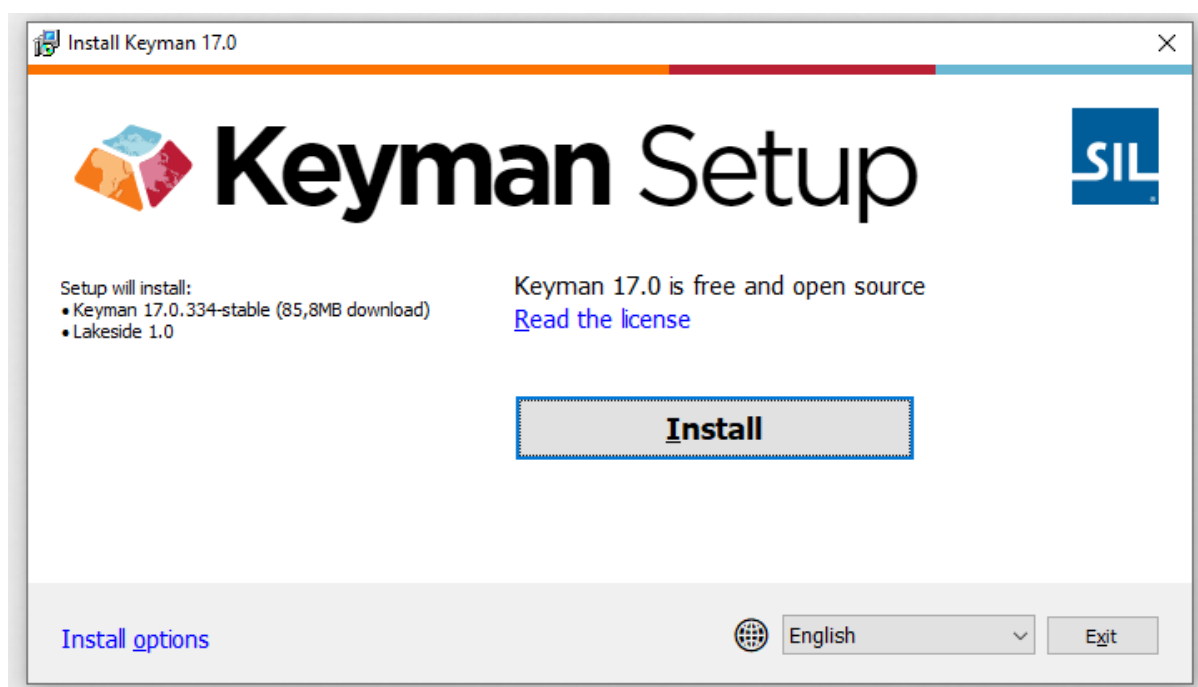 Install Keyman 17.0
Keyman Setup
SIL
Setup will install:
• Keyman 17.0.334-stable (85,8MB download)
• Lakeside 1.0
Keyman 17.0 is free and open source
Read the license
Install
Install options
English
Exit